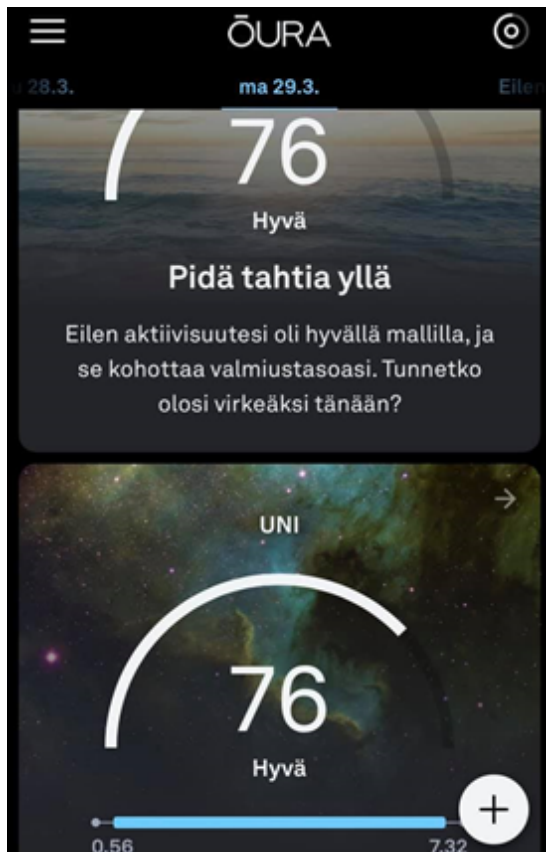 ŌURA
28.3.
ma 29.3.
Eilen
76
Hyvä
Pidä tahtia yllä
Eilen aktiivisuutesi oli hyvällä mallilla, ja
se kohottaa valmiustasoasi. Tunnetko
olosi virkeäksi tänään?
UNI
76
Hyvä
0.56
7.32